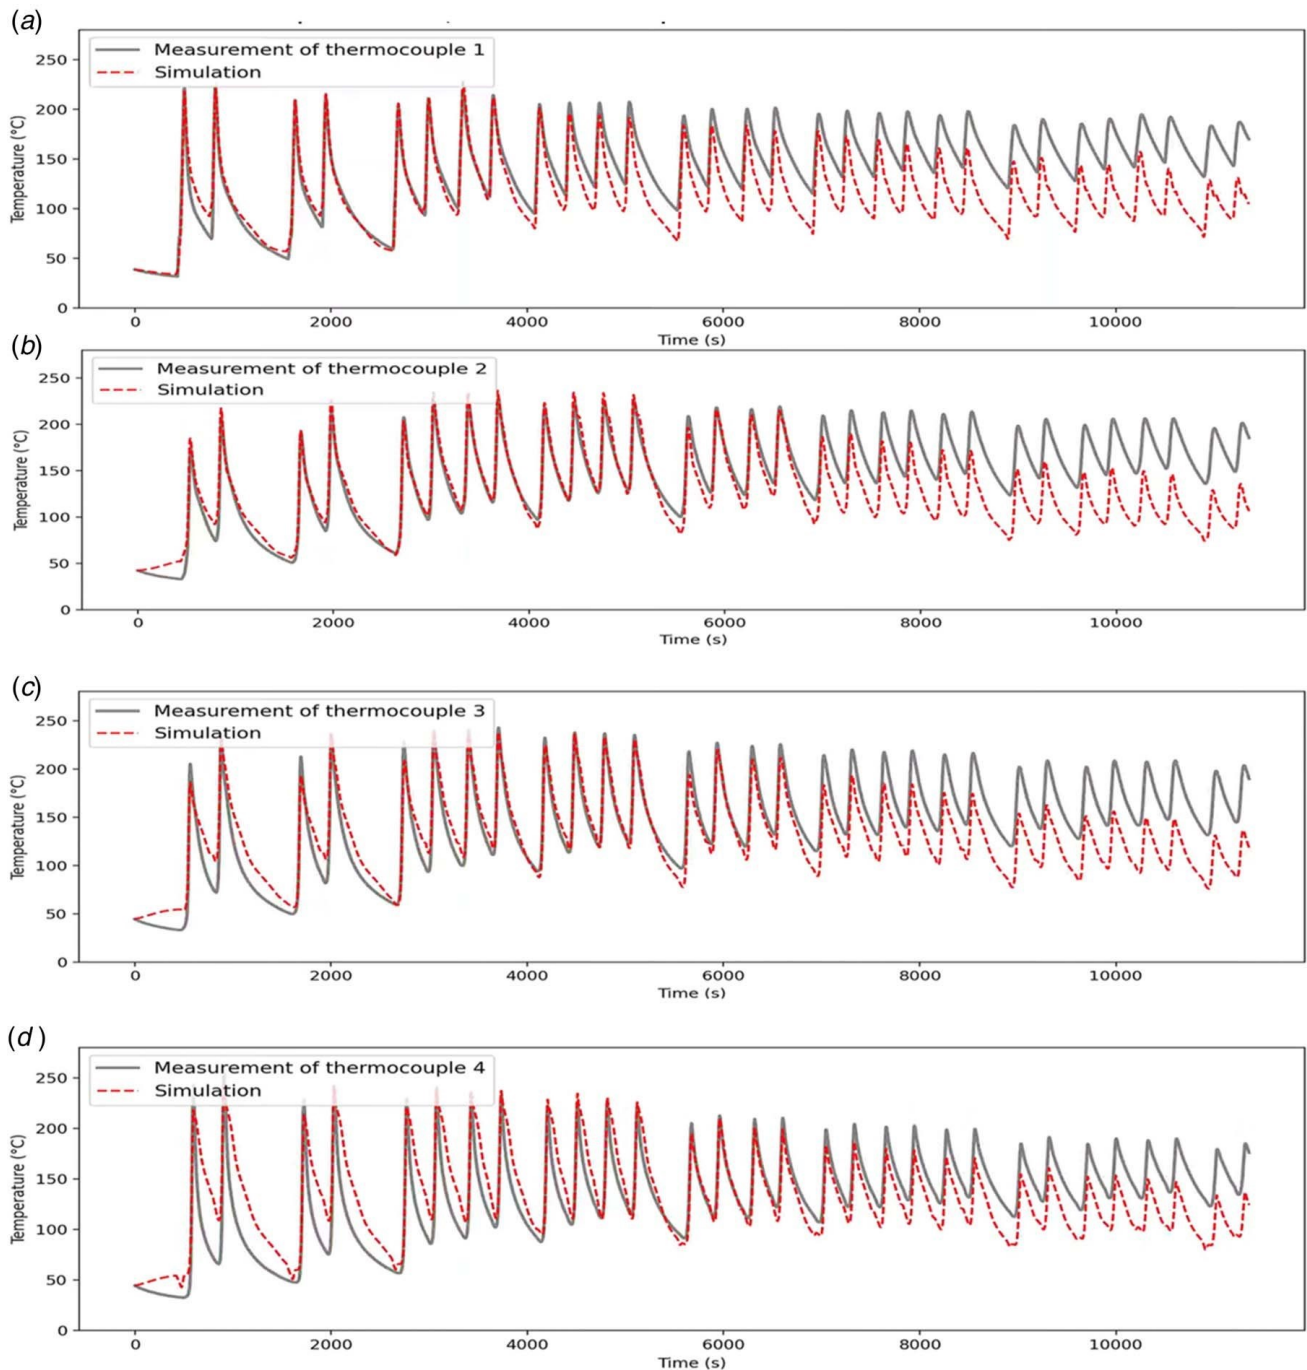 (a)
Measurement of thermocouple 1
Simulation
Temperature (°C)
250
200
150
100
50
0
0 2000 4000 6000 8000 10000
Time (s)
(b)
Measurement of thermocouple 2
Simulation
Temperature (°C)
250
200
150
100
50
0
0 2000 4000 6000 8000 10000
Time (s)
(c)
Measurement of thermocouple 3
Simulation
Temperature (°C)
250
200
150
100
50
0
0 2000 4000 6000 8000 10000
Time (s)
(d)
Measurement of thermocouple 4
Simulation
Temperature (°C)
250
200
150
100
50
0
0 2000 4000 6000 8000 10000
Time (s)